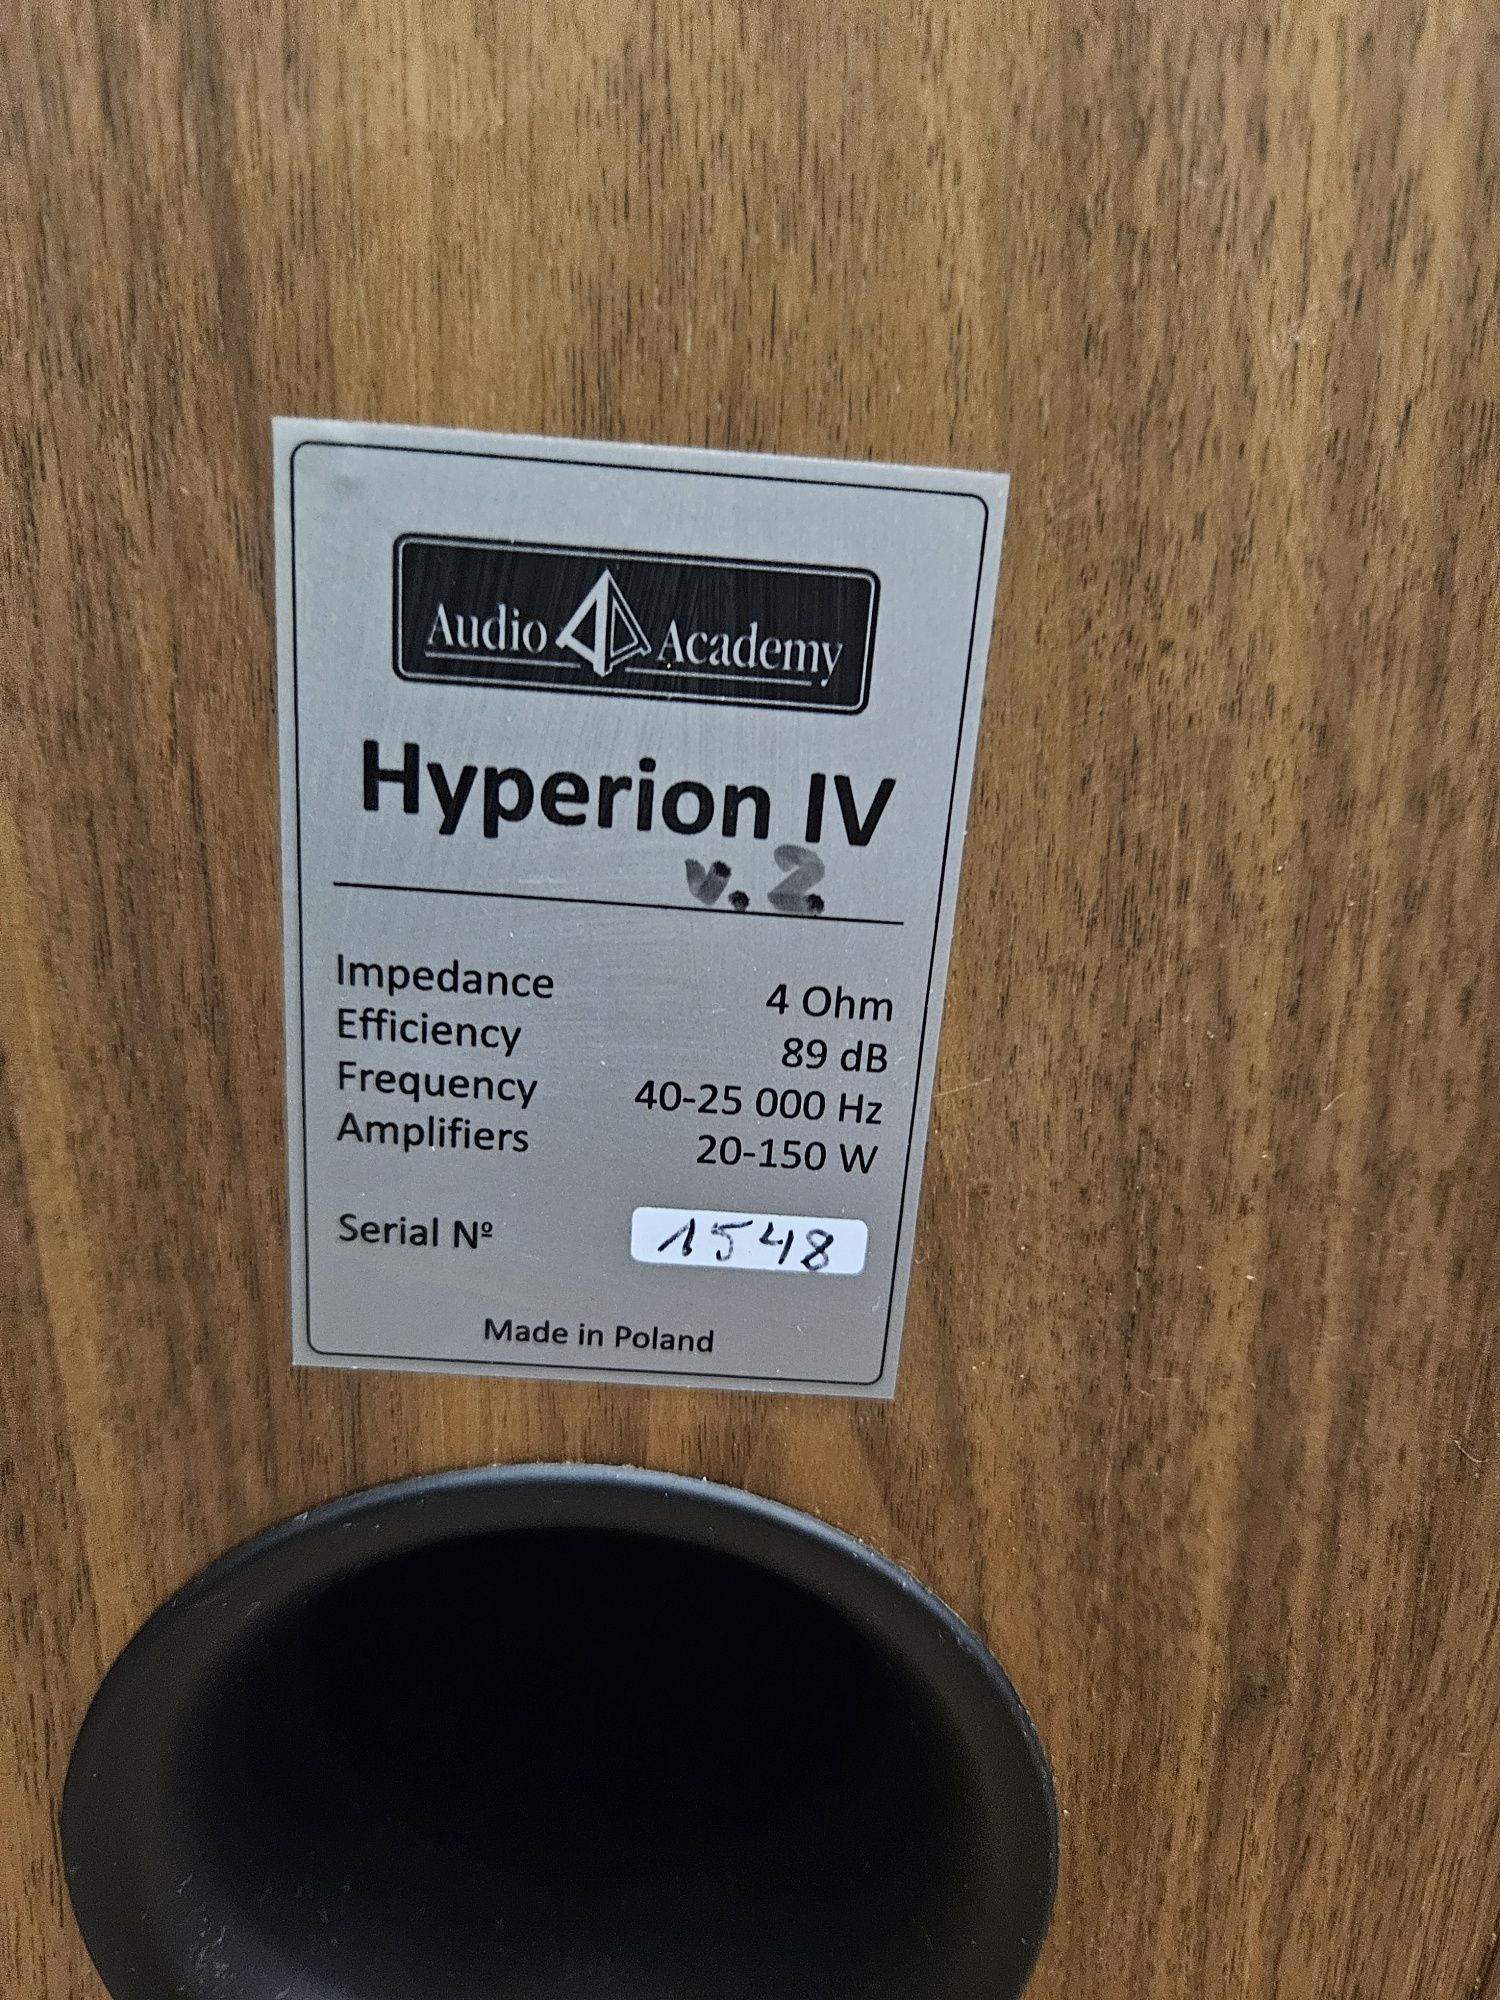 Audio Academy
Hyperion IV
v.2
Impedance 4 Ohm
Efficiency 89 dB
Frequency 40-25 000 Hz
Amplifiers 20-150 W
Serial Nº 1548
Made in Poland